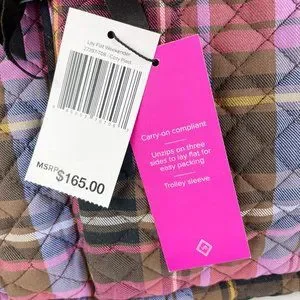 Lay Flat Weekender
Cozy Plaid
MSRP
$165.00
Carry-on compliant
Unzips on three
sides to lay flat for
easy packing
Trolley sleeve